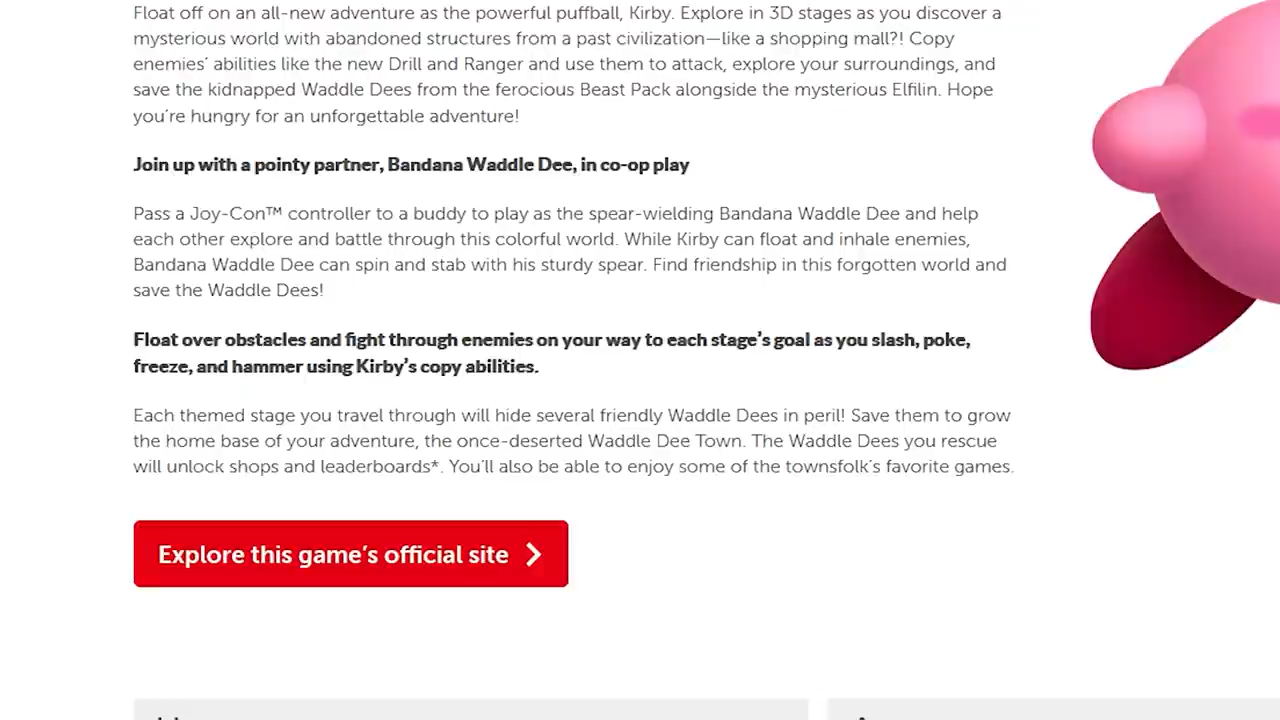 Float off on an all-new adventure as the powerful puffball, Kirby. Explore in 3D stages as you discover a
mysterious world with abandoned structures from a past civilization—like a shopping mall?! Copy
enemies’ abilities like the new Drill and Ranger and use them to attack, explore your surroundings, and
save the kidnapped Waddle Dees from the ferocious Beast Pack alongside the mysterious Elfilin. Hope
you’re hungry for an unforgettable adventure!
Join up with a pointy partner, Bandana Waddle Dee, in co-op play
Pass a Joy-Con™ controller to a buddy to play as the spear-wielding Bandana Waddle Dee and help
each other explore and battle through this colorful world. While Kirby can float and inhale enemies,
Bandana Waddle Dee can spin and stab with his sturdy spear. Find friendship in this forgotten world and
save the Waddle Dees!
Float over obstacles and fight through enemies on your way to each stage’s goal as you slash, poke,
freeze, and hammer using Kirby’s copy abilities.
Each themed stage you travel through will hide several friendly Waddle Dees in peril! Save them to grow
the home base of your adventure, the once-deserted Waddle Dee Town. The Waddle Dees you rescue
will unlock shops and leaderboards*. You’ll also be able to enjoy some of the townsfolk’s favorite games.
Explore this game’s official site